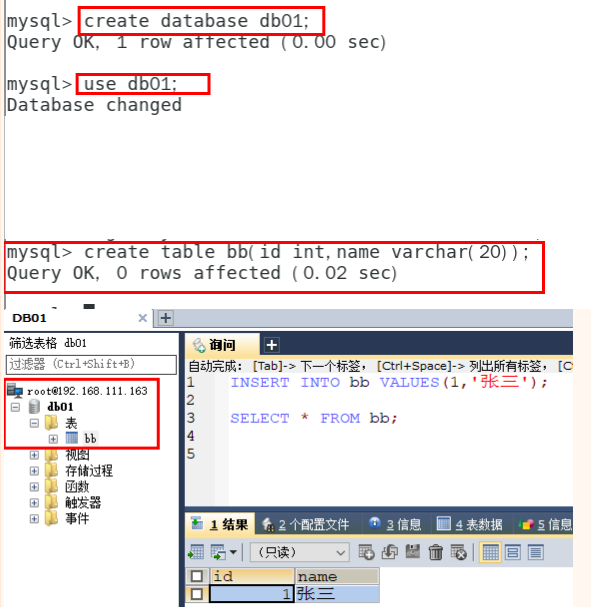 mysql> create database db01;
Query OK, 1 row affected (0.00 sec)
mysql> use db01;
Database changed
mysql> create table bb(id int,name varchar(20));
Query OK, 0 rows affected (0.02 sec)
DB01
筛选表格 db01
过滤器 (Ctrl+Shift+B)
root@192.168.111.163
db01
表
bb
视图
存储过程
函数
触发器
事件
询问
自动完成: [Tab]-> 下一个标签, [Ctrl+Space]-> 列出所有标签,
1 INSERT INTO bb VALUES(1,'张三');
2
3 SELECT * FROM bb;
4
5
1 结果 2 个配置文件 3 信息 4 表数据 5 信息
(只读)
id name
1 张三